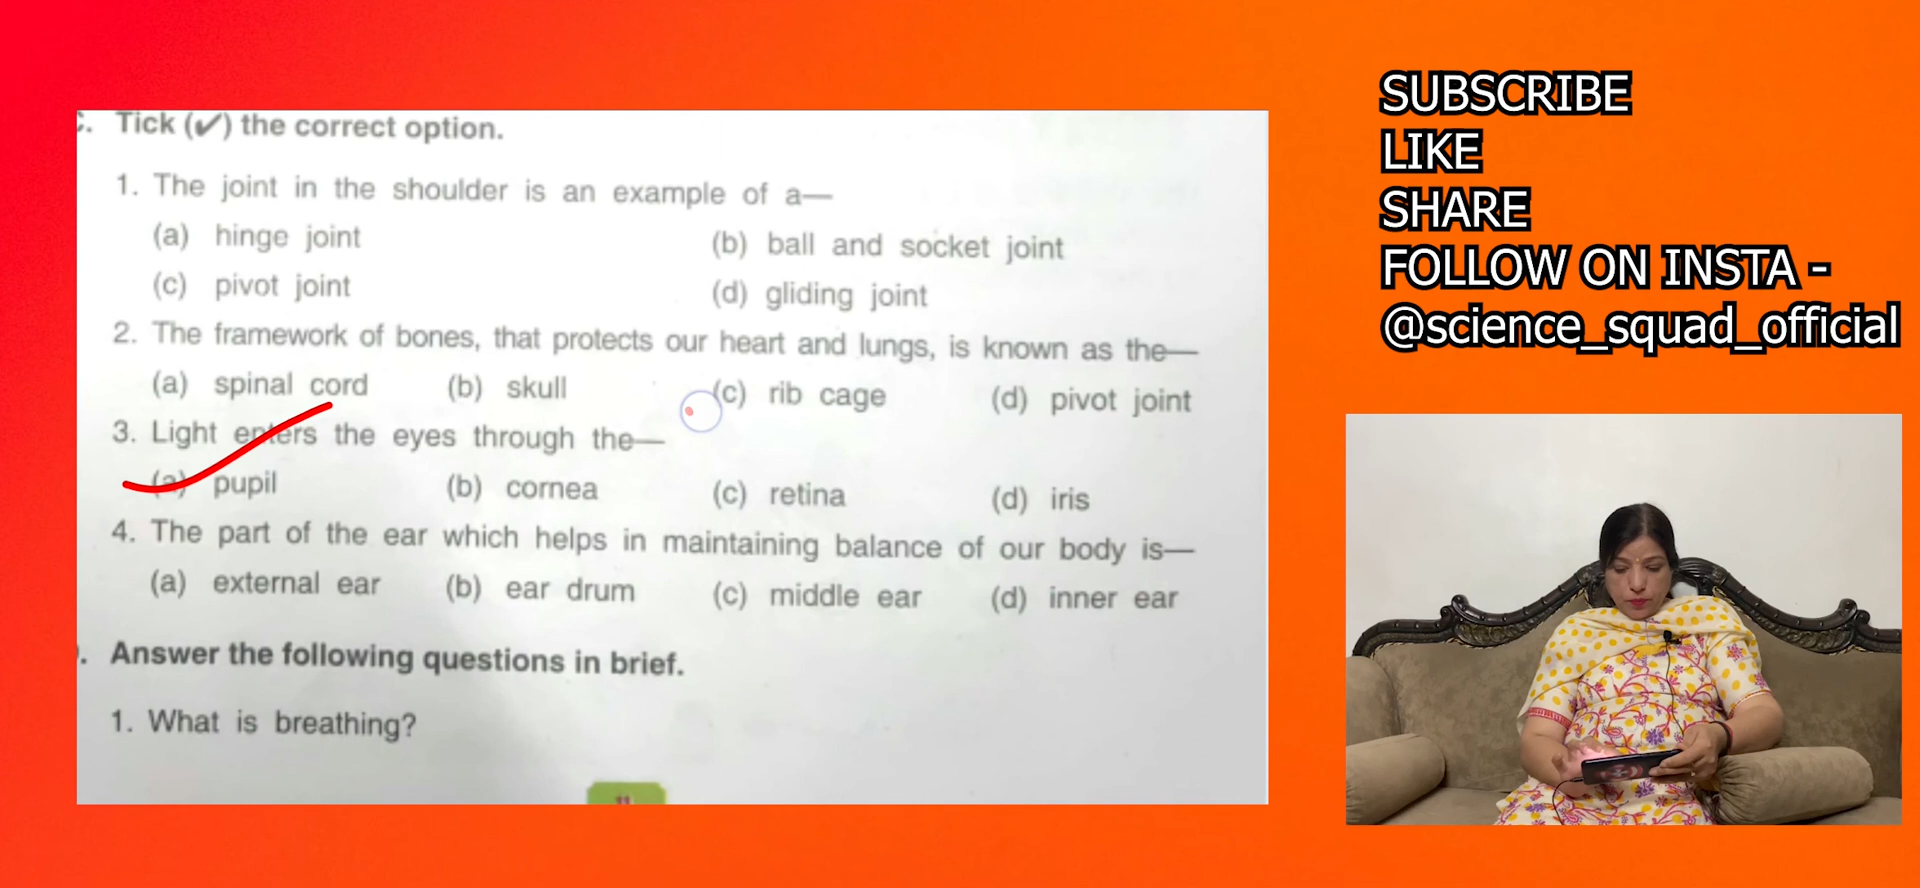 Tick (✔) the correct option.
1. The joint in the shoulder is an example of a—
(a) hinge joint (b) ball and socket joint
(c) pivot joint (d) gliding joint
2. The framework of bones, that protects our heart and lungs, is known as the—
(a) spinal cord (b) skull (c) rib cage (d) pivot joint
3. Light enters the eyes through the—
(a) pupil (b) cornea (c) retina (d) iris
4. The part of the ear which helps in maintaining balance of our body is—
(a) external ear (b) ear drum (c) middle ear (d) inner ear
Answer the following questions in brief.
1. What is breathing?
SUBSCRIBE
LIKE
SHARE
FOLLOW ON INSTA -
@science_squad_official